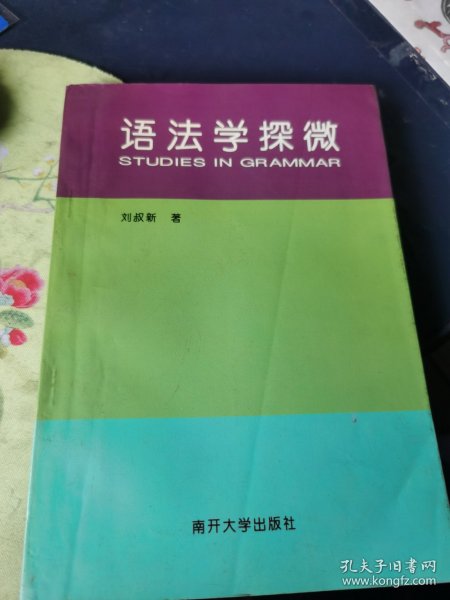 语法学探微
STUDIES IN GRAMMAR
刘叔新 著
南开大学出版社
孔夫子旧书网
www.kongfz.com